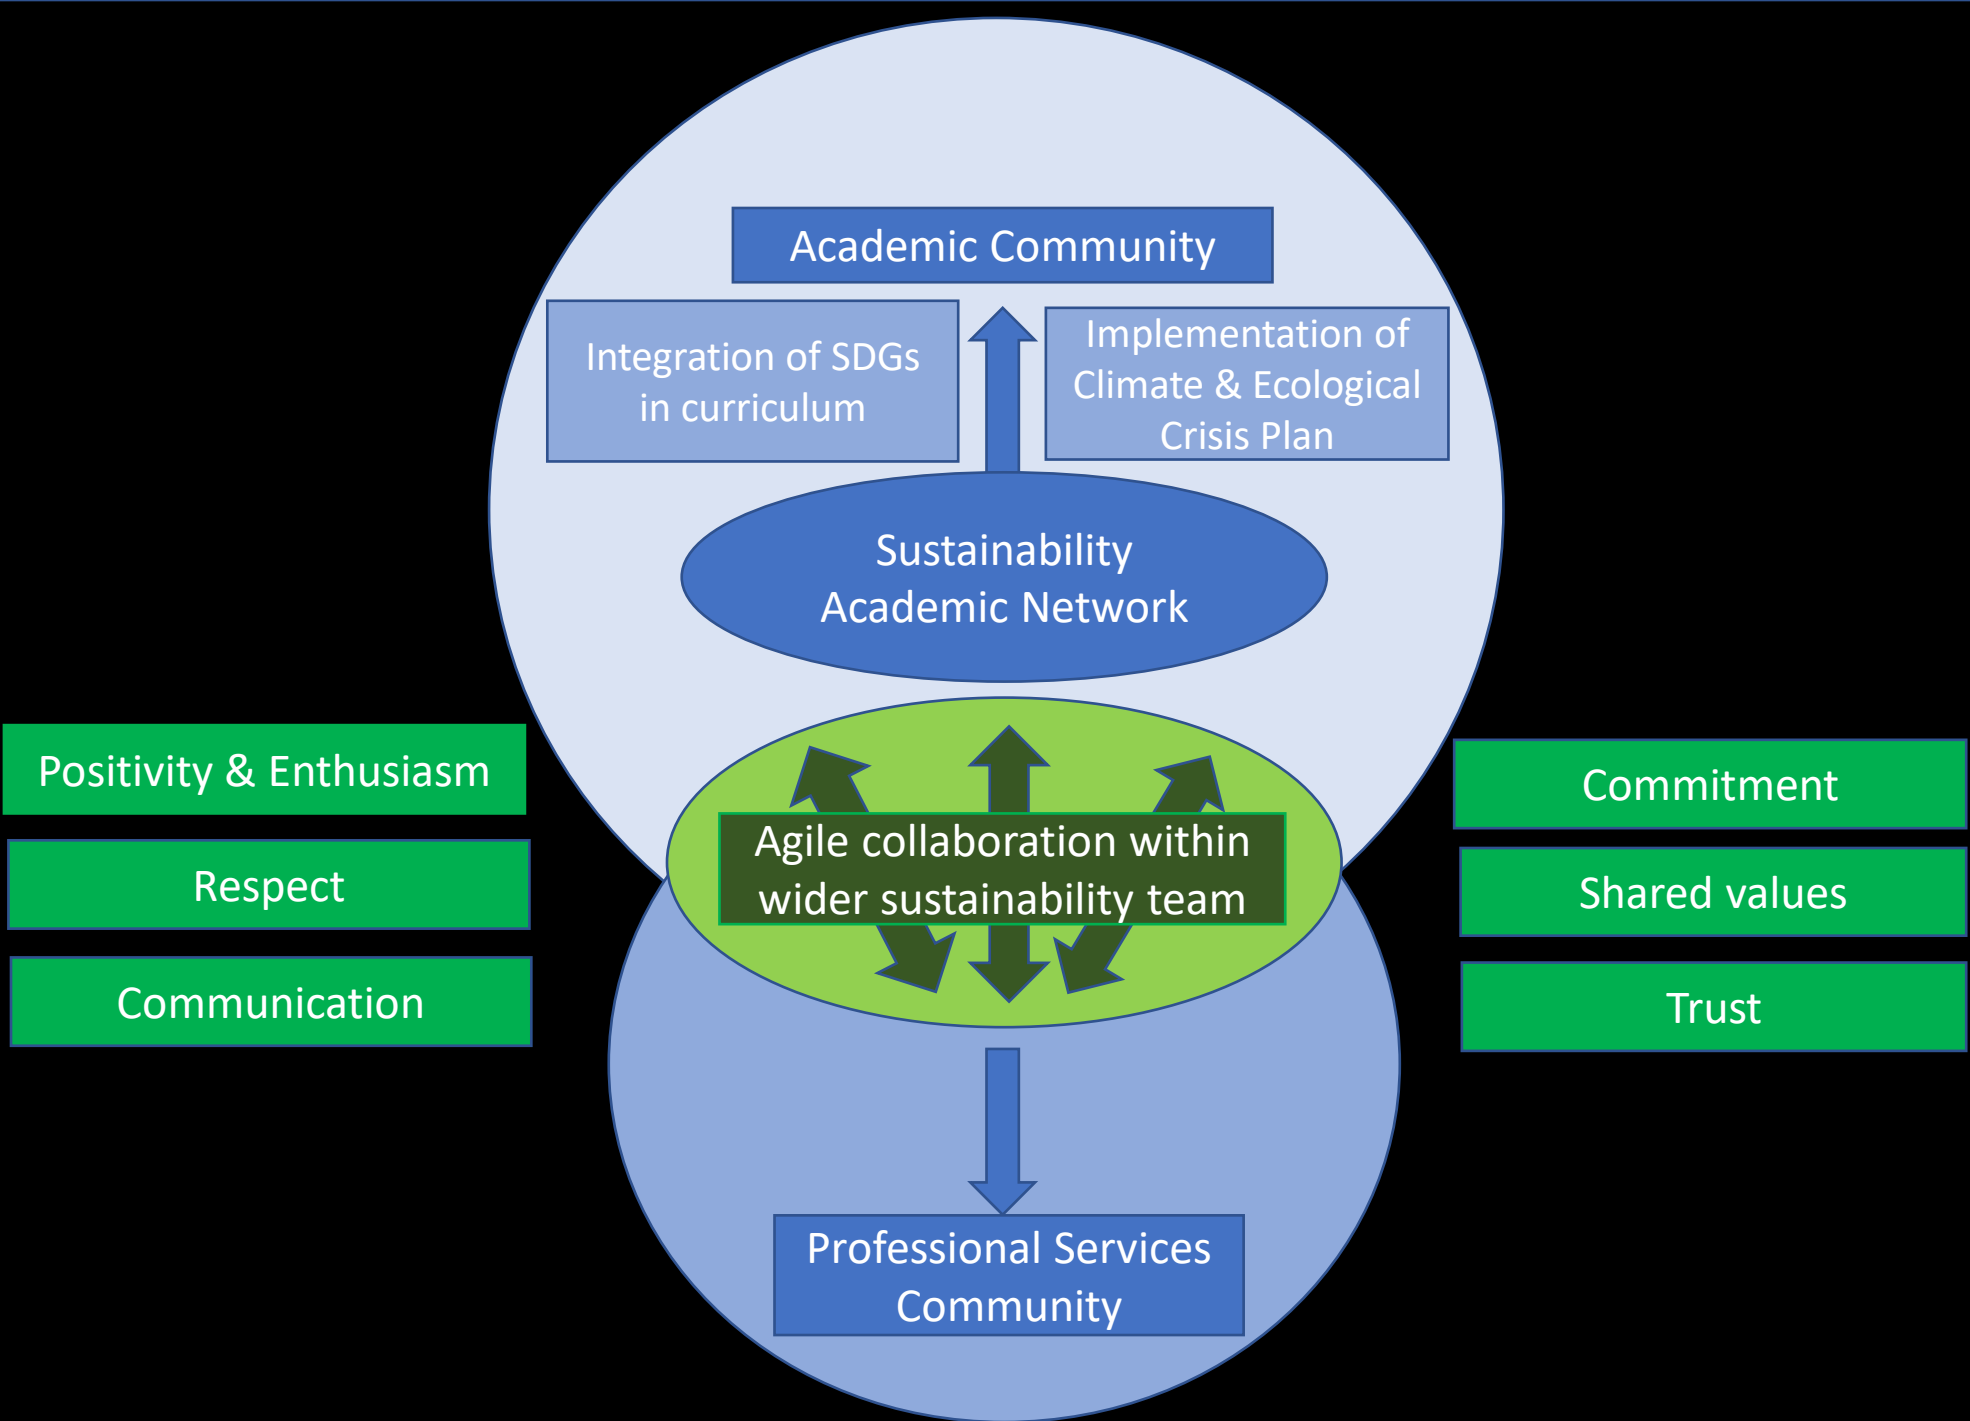 Academic Community
Integration of SDGs
in curriculum
Implementation of
Climate & Ecological
Crisis Plan
Sustainability
Academic Network
Positivity & Enthusiasm
Respect
Communication
Agile collaboration within
wider sustainability team
Commitment
Shared values
Trust
Professional Services
Community